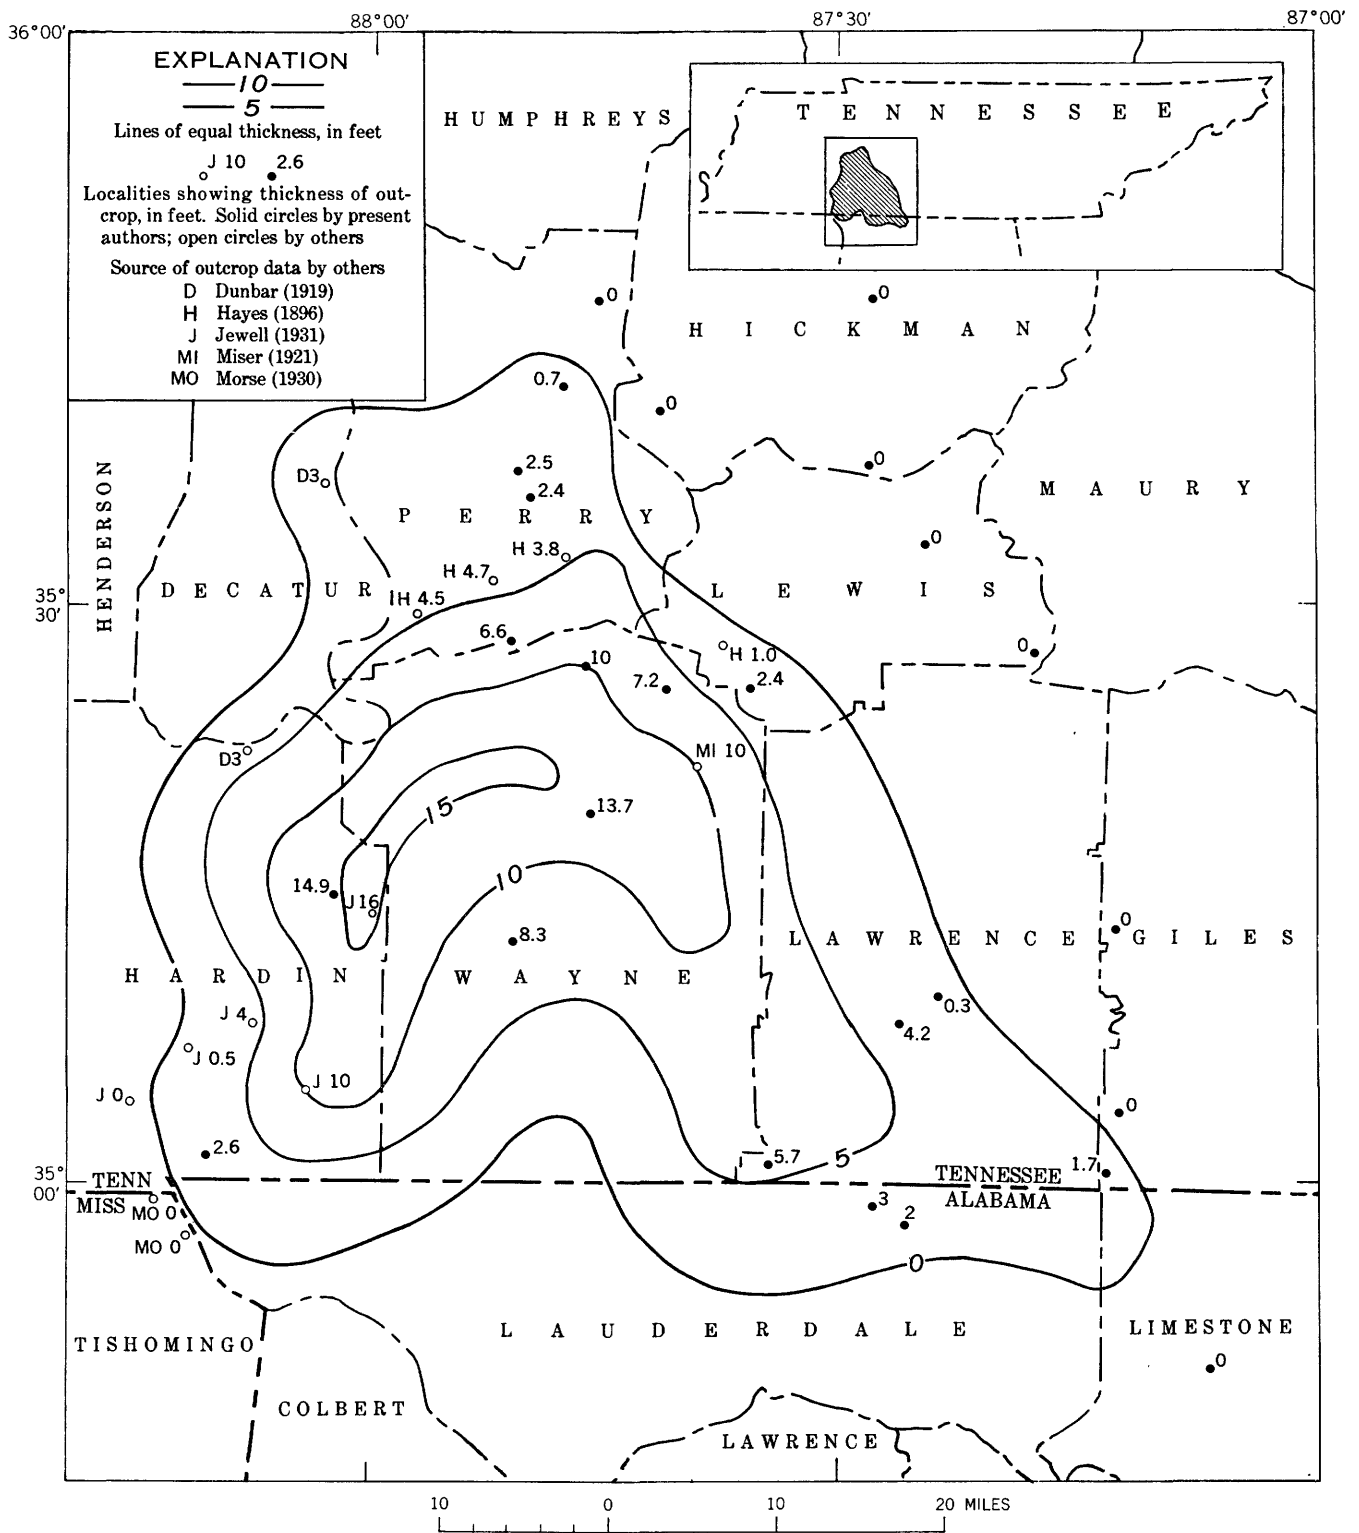 36°00′
88°00′
87°30′
87°00′
EXPLANATION
10
5
Lines of equal thickness, in feet
J 10
2.6
Localities showing thickness of out-
crop, in feet. Solid circles by present
authors; open circles by others
Source of outcrop data by others
D Dunbar (1919)
H Hayes (1896)
J Jewell (1931)
MI Miser (1921)
MO Morse (1930)
HUMPHREYS
TENNESSEE
0
0
HICKMAN
0.7
0
0
HENDERSON
D3
2.5
2.4
MAURY
PERRY
0
H 3.8
H 4.7
DECATUR
H 4.5
LEWIS
35°
30′
6.6
10
H 1.0
0
7.2
2.4
D3
MI 10
15
13.7
14.9
J 16
10
8.3
0
LAWRENCE
GILES
HARDIN
WAYNE
0.3
J 4
4.2
J 0.5
J 10
J 0
0
2.6
5.7
5
1.7
35°
00′
TENN
MISS
TENNESSEE
ALABAMA
MO 0
3
2
MO 0
0
LAUDERDALE
LIMESTONE
TISHOMINGO
0
COLBERT
LAWRENCE
10 0 10 20 MILES